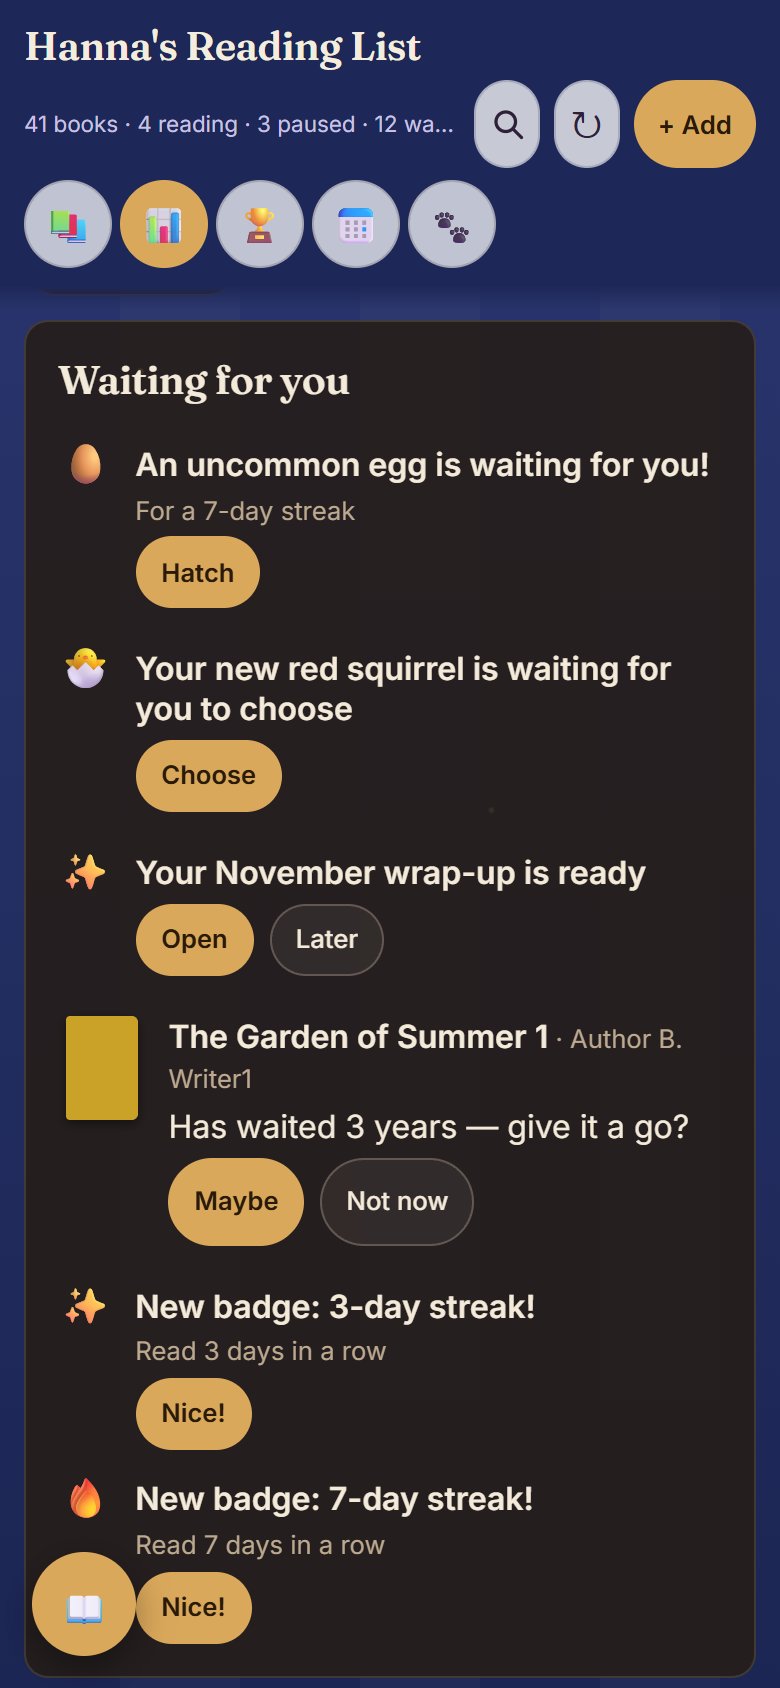 Hanna's Reading List
41 books · 4 reading · 3 paused · 12 wa...
+ Add
Waiting for you
An uncommon egg is waiting for you!
For a 7-day streak
Hatch
Your new red squirrel is waiting for
you to choose
Choose
Your November wrap-up is ready
Open
Later
The Garden of Summer 1 · Author B.
Writer1
Has waited 3 years — give it a go?
Maybe
Not now
New badge: 3-day streak!
Read 3 days in a row
Nice!
New badge: 7-day streak!
Read 7 days in a row
Nice!